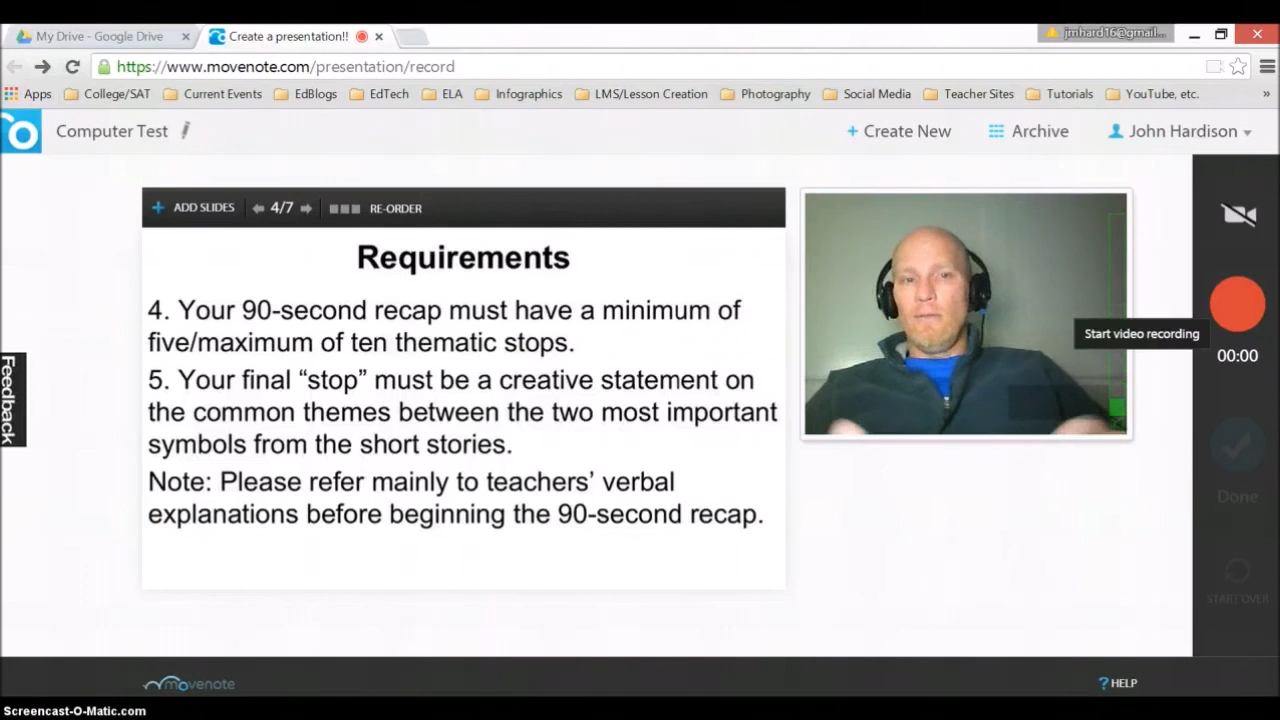 My Drive - Google Drive
Create a presentation!!
jmhard16@gmail...
https://www.movenote.com/presentation/record
Apps College/SAT Current Events EdBlogs EdTech ELA Infographics LMS/Lesson Creation Photography Social Media Teacher Sites Tutorials YouTube, etc. »
Computer Test
+ Create New Archive John Hardison
+ ADD SLIDES 4/7 RE-ORDER
Requirements
4. Your 90-second recap must have a minimum of
five/maximum of ten thematic stops.
5. Your final “stop” must be a creative statement on
the common themes between the two most important
symbols from the short stories.
Note: Please refer mainly to teachers’ verbal
explanations before beginning the 90-second recap.
Start video recording
00:00
Done
START OVER
Feedback
movenote
? HELP
Screencast-O-Matic.com